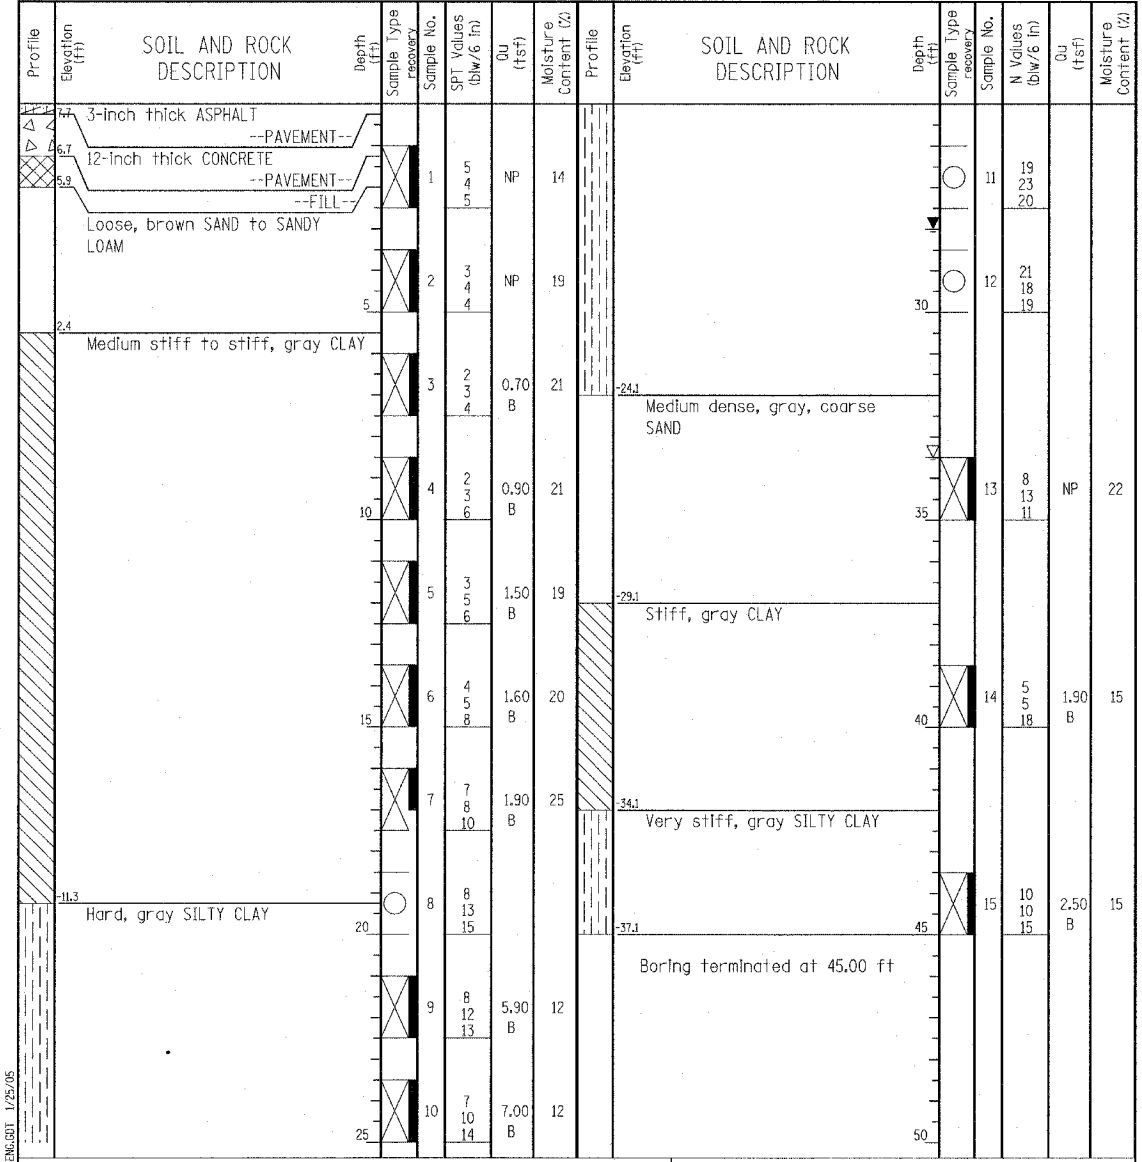 Profile
Elevation
(ft)
SOIL AND ROCK
DESCRIPTION
Depth
(ft)
Sample Type
recovery
Sample No.
SPT Values
(blw/6 in)
Qu
(tsf)
Moisture
Content (%)
7.7 3-inch thick ASPHALT
--PAVEMENT--
6.7 12-inch thick CONCRETE
--PAVEMENT--
5.9
--FILL--
Loose, brown SAND to SANDY
LOAM
1
5
4
5
NP
14
2
3
4
4
NP
19
5
2.4
Medium stiff to stiff, gray CLAY
3
2
3
4
0.70
B
21
4
2
3
6
0.90
B
21
10
5
3
5
6
1.50
B
19
6
4
5
8
1.60
B
20
15
7
7
8
10
1.90
B
25
-11.3
Hard, gray SILTY CLAY
8
8
13
15
20
9
8
12
13
5.90
B
12
10
7
10
14
7.00
B
12
25
Profile
Elevation
(ft)
SOIL AND ROCK
DESCRIPTION
Depth
(ft)
Sample Type
recovery
Sample No.
N Values
(blw/6 in)
Qu
(tsf)
Moisture
Content (%)
11
19
23
20
12
21
18
19
30
-24.1
Medium dense, gray, coarse
SAND
13
8
13
11
NP
22
35
-29.1
Stiff, gray CLAY
14
5
5
18
1.90
B
15
40
-34.1
Very stiff, gray SILTY CLAY
15
10
10
15
2.50
B
15
45
-37.1
Boring terminated at 45.00 ft
50
ENG.GDT 1/25/05